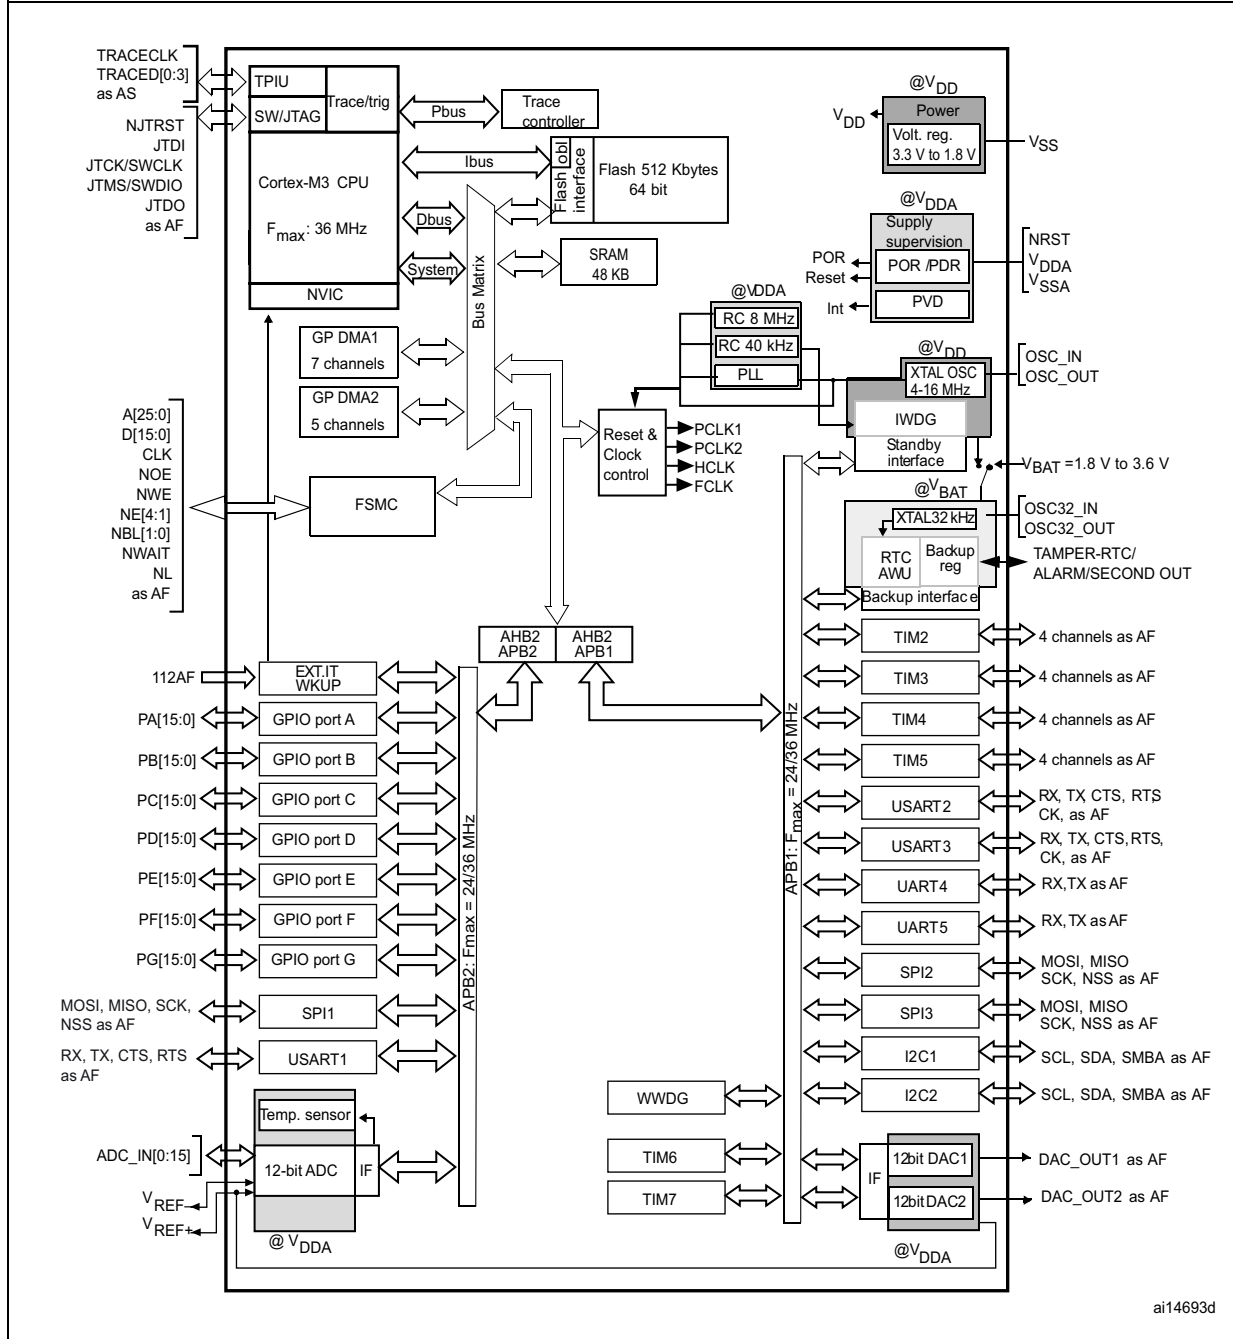 TRACECLK
TRACED[0:3]
as AS
NJTRST
JTDI
JTCK/SWCLK
JTMS/SWDIO
JTDO
as AF
TPIU
SW/JTAG
Trace/trig
Pbus
Trace
controller
Cortex-M3 CPU
Fmax: 36 MHz
NVIC
Ibus
Dbus
System
Flash obl
interface
Flash 512 Kbytes
64 bit
SRAM
48 KB
Bus Matrix
GP DMA1
7 channels
GP DMA2
5 channels
@VDD
VDD
Power
Volt. reg.
3.3 V to 1.8 V
VSS
@VDDA
Supply
supervision
POR /PDR
PVD
POR
Reset
Int
NRST
VDDA
VSSA
@VDDA
RC 8 MHz
RC 40 kHz
PLL
@VDD
XTAL OSC
4-16 MHz
OSC_IN
OSC_OUT
IWDG
Standby
interface
Reset &
Clock
control
PCLK1
PCLK2
HCLK
FCLK
VBAT =1.8 V to 3.6 V
@VBAT
XTAL32 kHz
OSC32_IN
OSC32_OUT
RTC
AWU
Backup
reg
TAMPER-RTC/
ALARM/SECOND OUT
Backup interface
A[25:0]
D[15:0]
CLK
NOE
NWE
NE[4:1]
NBL[1:0]
NWAIT
NL
as AF
FSMC
AHB2
APB2
AHB2
APB1
112AF
EXT.IT
WKUP
PA[15:0]
GPIO port A
PB[15:0]
GPIO port B
PC[15:0]
GPIO port C
PD[15:0]
GPIO port D
PE[15:0]
GPIO port E
PF[15:0]
GPIO port F
PG[15:0]
GPIO port G
MOSI, MISO, SCK,
NSS as AF
SPI1
RX, TX, CTS, RTS
as AF
USART1
APB2: Fmax = 24/36 MHz
Temp. sensor
ADC_IN[0:15]
12-bit ADC
IF
VREF-
VREF+
@ VDDA
APB1: Fmax = 24/36 MHz
TIM2
4 channels as AF
TIM3
4 channels as AF
TIM4
4 channels as AF
TIM5
4 channels as AF
USART2
RX, TX, CTS, RTS,
CK, as AF
USART3
RX, TX, CTS, RTS,
CK, as AF
UART4
RX,TX as AF
UART5
RX, TX as AF
SPI2
MOSI, MISO
SCK, NSS as AF
SPI3
MOSI, MISO
SCK, NSS as AF
I2C1
SCL, SDA, SMBA as AF
I2C2
SCL, SDA, SMBA as AF
WWDG
TIM6
TIM7
IF
12bit DAC1
DAC_OUT1 as AF
12bit DAC2
DAC_OUT2 as AF
@VDDA
ai14693d